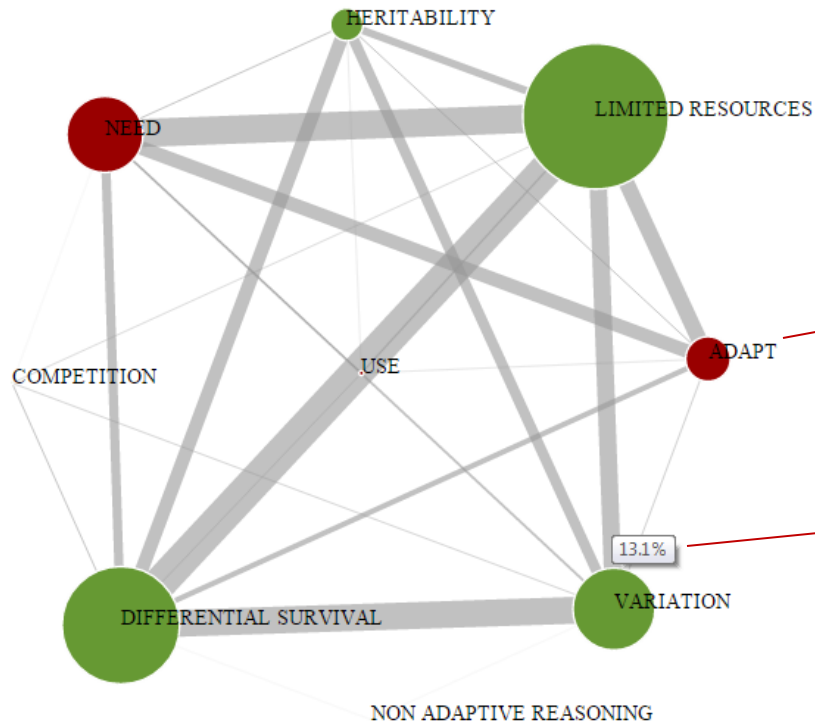 HERITABILITY
LIMITED RESOURCES
NEED
ADAPT
USE
COMPETITION
13.1%
VARIATION
DIFFERENTIAL SURVIVAL
NON ADAPTIVE REASONING